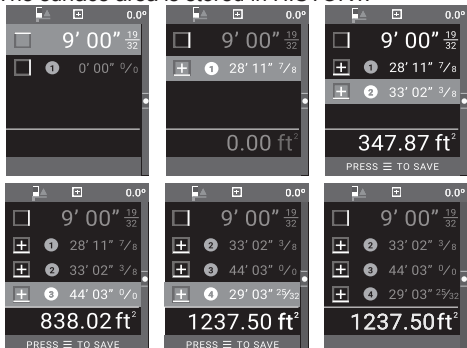 The surface area is stored in HISTORY.
0.0°
9' 00" 19/32
1 0' 00" 0/0
0.0°
9' 00" 19/32
1 28' 11" 7/8
0.00 ft²
0.0°
9' 00" 19/32
1 28' 11" 7/8
2 33' 02" 3/8
347.87 ft²
PRESS ☰ TO SAVE
0.0°
9' 00" 19/32
1 28' 11" 7/8
2 33' 02" 3/8
3 44' 03" 0/0
838.02 ft²
PRESS ☰ TO SAVE
0.0°
9' 00" 19/32
2 33' 02" 3/8
3 44' 03" 0/0
4 29' 03" 25/32
1237.50 ft²
PRESS ☰ TO SAVE
0.0°
9' 00" 19/32
2 33' 02" 3/8
3 44' 03" 0/0
4 29' 03" 25/32
1237.50ft²